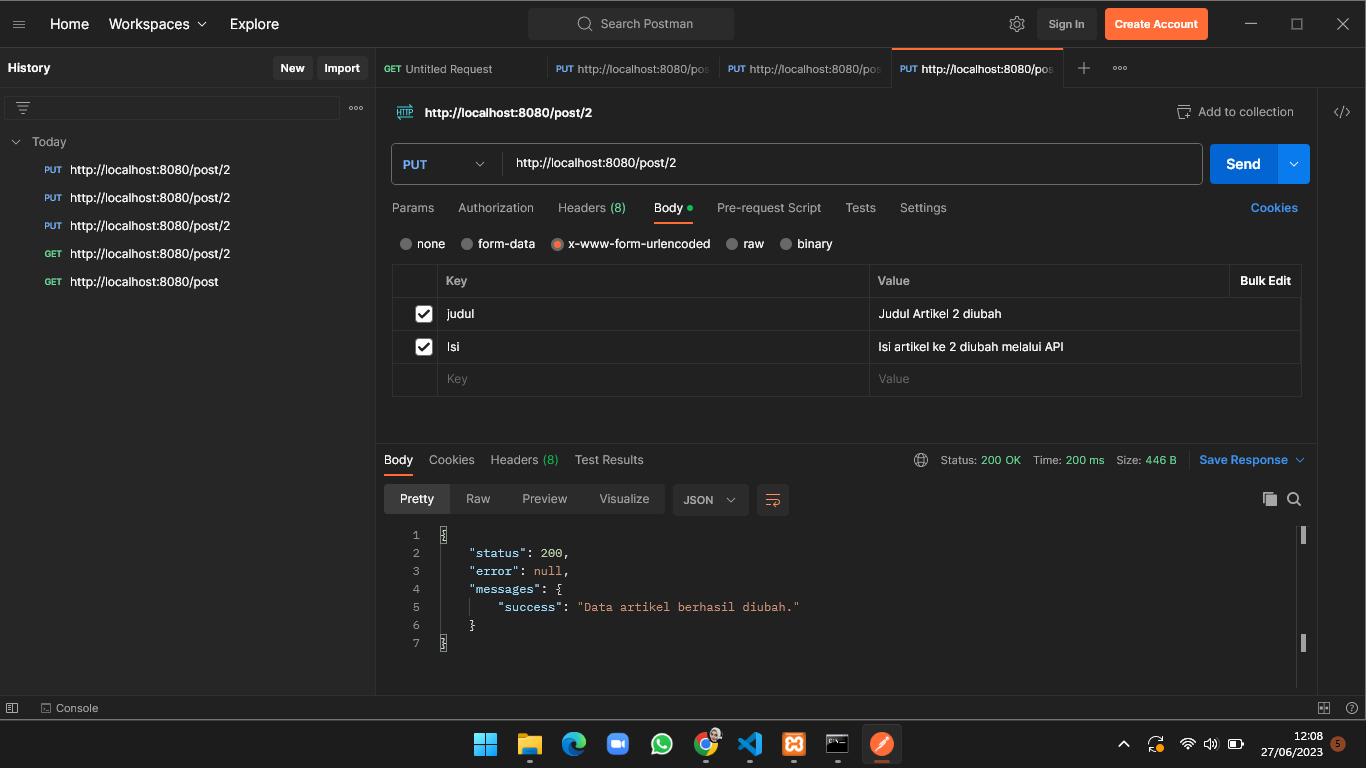 Home Workspaces Explore Search Postman Sign In Create Account
History New Import
GET Untitled Request PUT http://localhost:8080/pos PUT http://localhost:8080/pos PUT http://localhost:8080/pos
HTTP http://localhost:8080/post/2 Add to collection
Today
PUT http://localhost:8080/post/2
PUT http://localhost:8080/post/2
PUT http://localhost:8080/post/2
GET http://localhost:8080/post/2
GET http://localhost:8080/post
PUT http://localhost:8080/post/2 Send
Params Authorization Headers (8) Body Pre-request Script Tests Settings Cookies
none form-data x-www-form-urlencoded raw binary
Key Value Bulk Edit
judul Judul Artikel 2 diubah
Isi Isi artikel ke 2 diubah melalui API
Key Value
Body Cookies Headers (8) Test Results Status: 200 OK Time: 200 ms Size: 446 B Save Response
Pretty Raw Preview Visualize JSON
1 {
2 "status": 200,
3 "error": null,
4 "messages": {
5 "success": "Data artikel berhasil diubah."
6 }
7 }
Console
12:08
27/06/2023 5